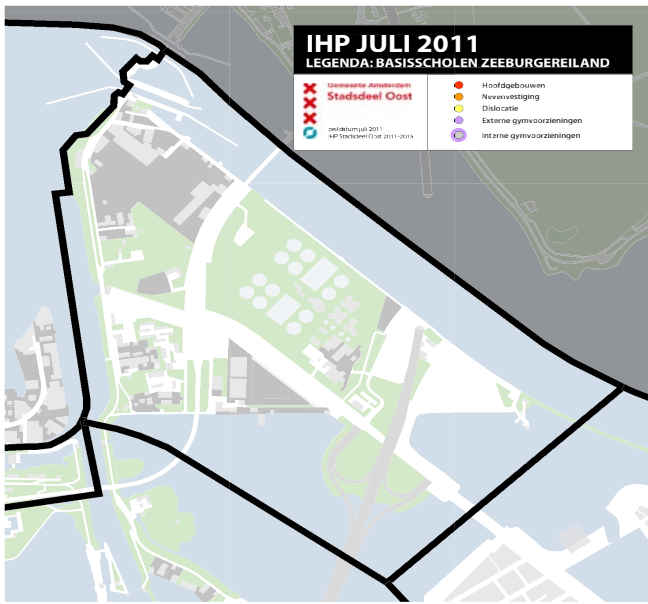 IHP JULI 2011
LEGENDA: BASISSCHOLEN ZEEBURGEREILAND
Gemeente Amsterdam
Stadsdeel Oost
peildatum juli 2011
IHP Stadsdeel Oost 2011-2015
Hoofdgebouwen
Nevenvestiging
Dislocatie
Externe gymvoorzieningen
Interne gymvoorzieningen